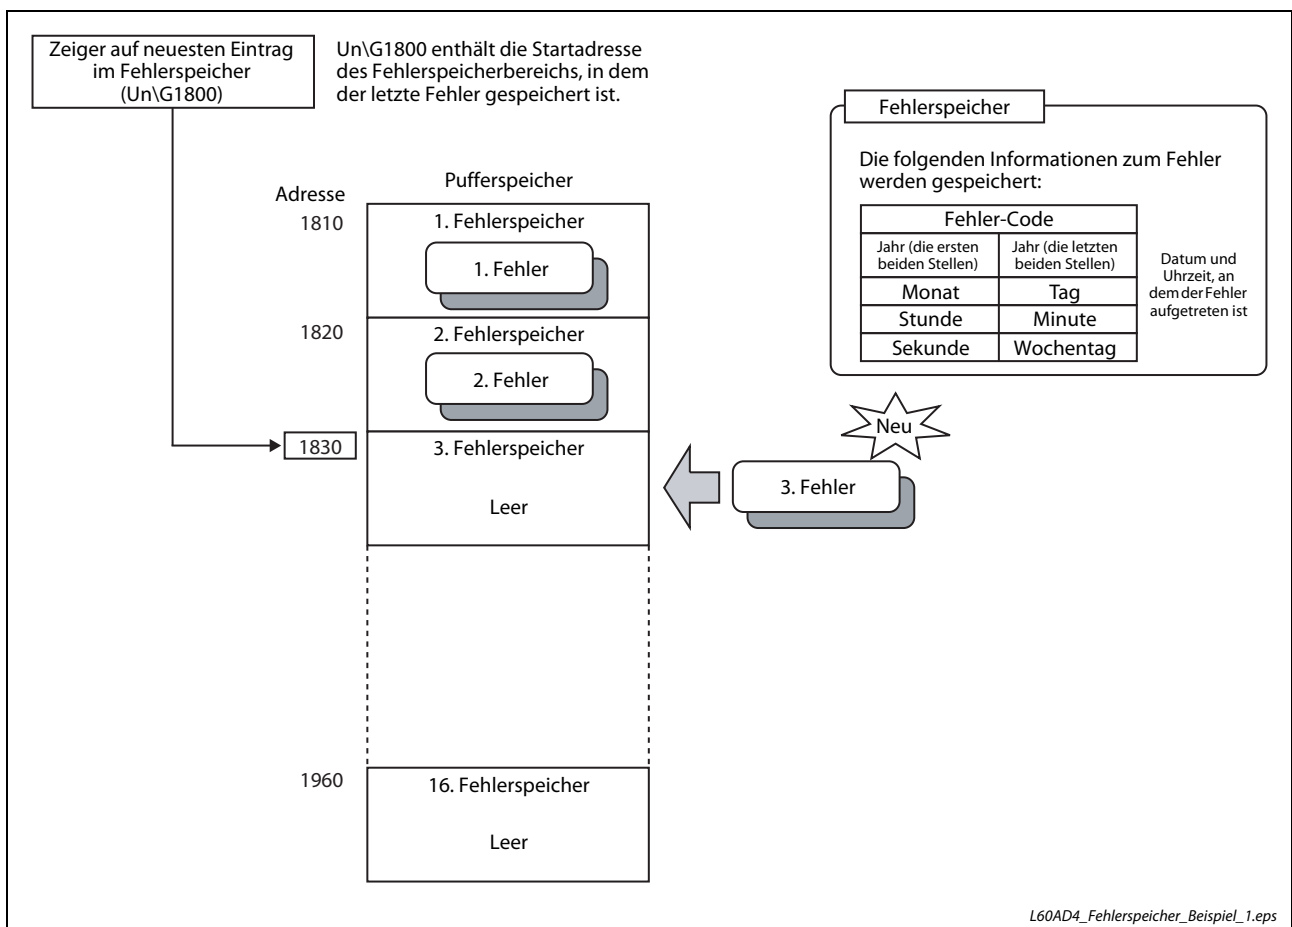 Zeiger auf neuesten Eintrag
im Fehlerspeicher
(Un\G1800)
Un\G1800 enthält die Startadresse
des Fehlerspeicherbereichs, in dem
der letzte Fehler gespeichert ist.
Fehlerspeicher
Die folgenden Informationen zum Fehler
werden gespeichert:
Fehler-Code
Jahr (die ersten
beiden Stellen)
Jahr (die letzten
beiden Stellen)
Monat
Tag
Stunde
Minute
Sekunde
Wochentag
Datum und
Uhrzeit, an
dem der Fehler
aufgetreten ist
Adresse
Pufferspeicher
1810
1. Fehlerspeicher
1. Fehler
1820
2. Fehlerspeicher
2. Fehler
1830
3. Fehlerspeicher
Leer
Neu
3. Fehler
1960
16. Fehlerspeicher
Leer
L60AD4_Fehlerspeicher_Beispiel_1.eps